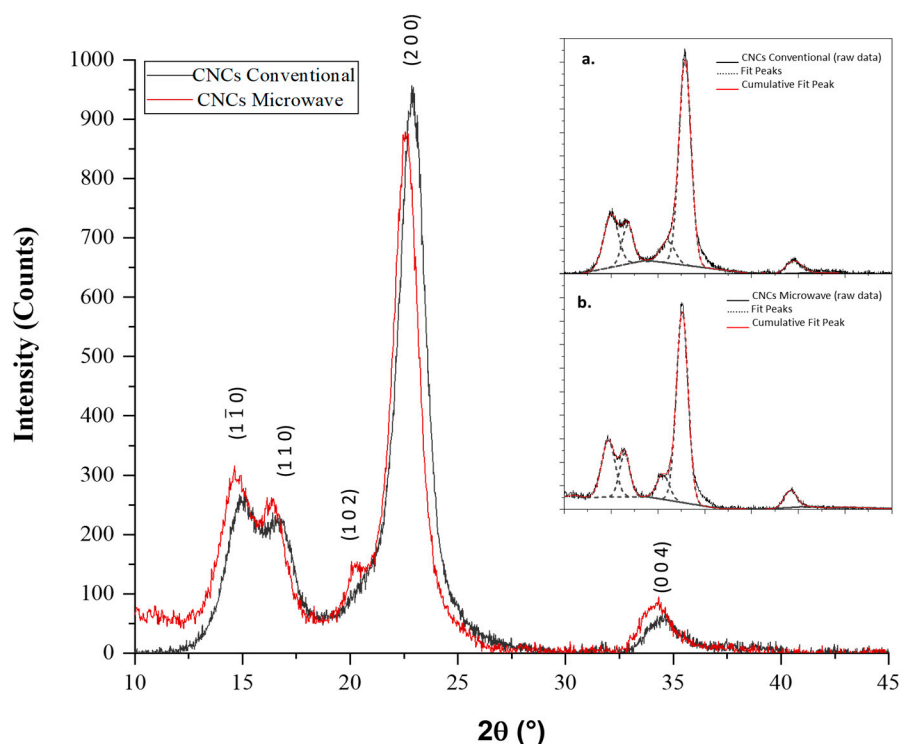 (2 0 0)
1000
900
800
700
600
500
400
300
200
100
0
Intensity (Counts)
CNCs Conventional
CNCs Microwave
(1 1̄ 0)
(1 1 0)
(1 0 2)
(0 0 4)
a.
CNCs Conventional (raw data)
Fit Peaks
Cumulative Fit Peak
b.
CNCs Microwave (raw data)
Fit Peaks
Cumulative Fit Peak
10 15 20 25 30 35 40 45
2θ (°)